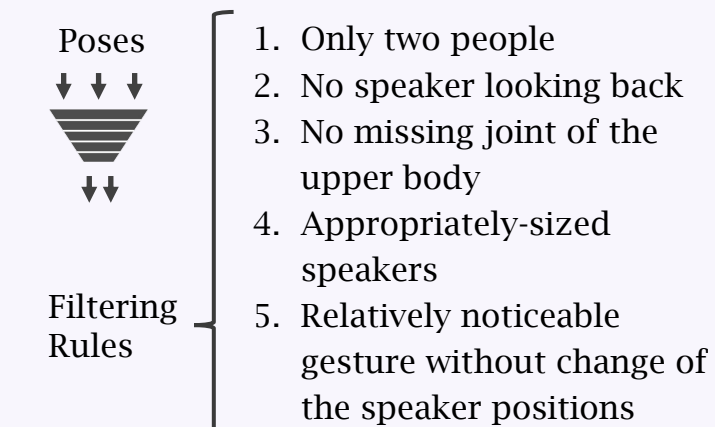 Poses
1. Only two people
2. No speaker looking back
3. No missing joint of the
upper body
4. Appropriately-sized
speakers
Filtering
Rules
5. Relatively noticeable
gesture without change of
the speaker positions